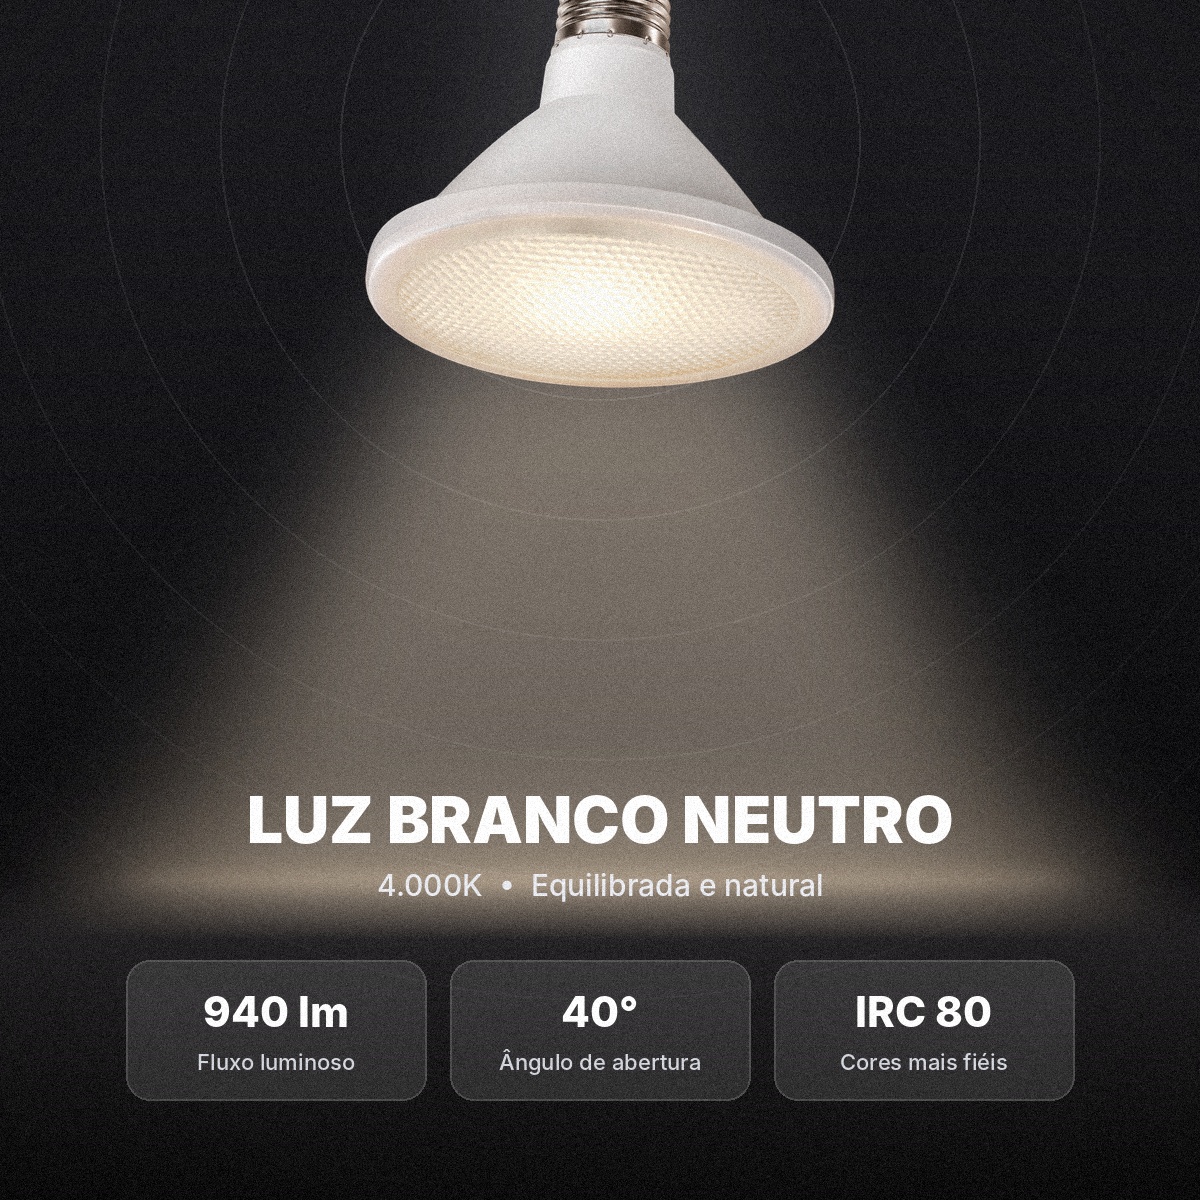 LUZ BRANCO NEUTRO
4.000K • Equilibrada e natural
940 lm
Fluxo luminoso
40°
Ângulo de abertura
IRC 80
Cores mais fiéis